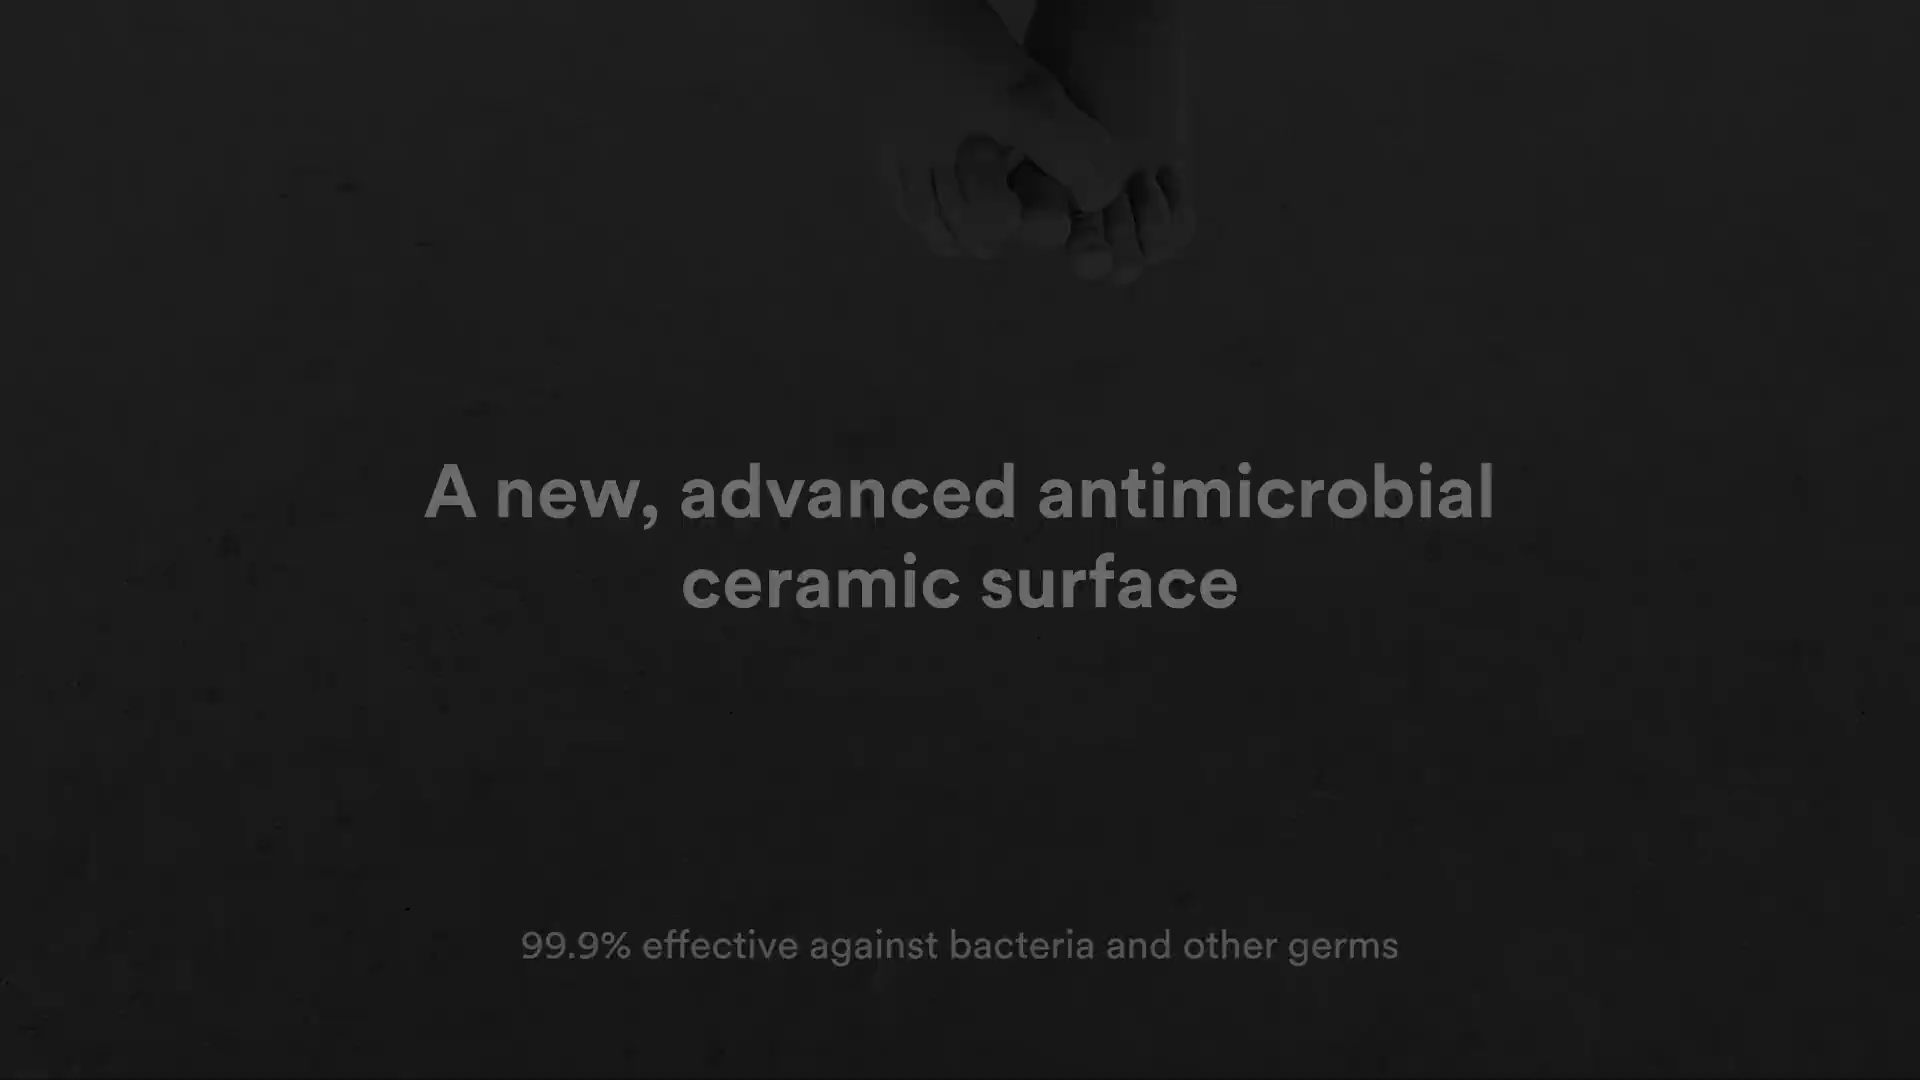 A new, advanced antimicrobial
ceramic surface
99.9% effective against bacteria and other germs